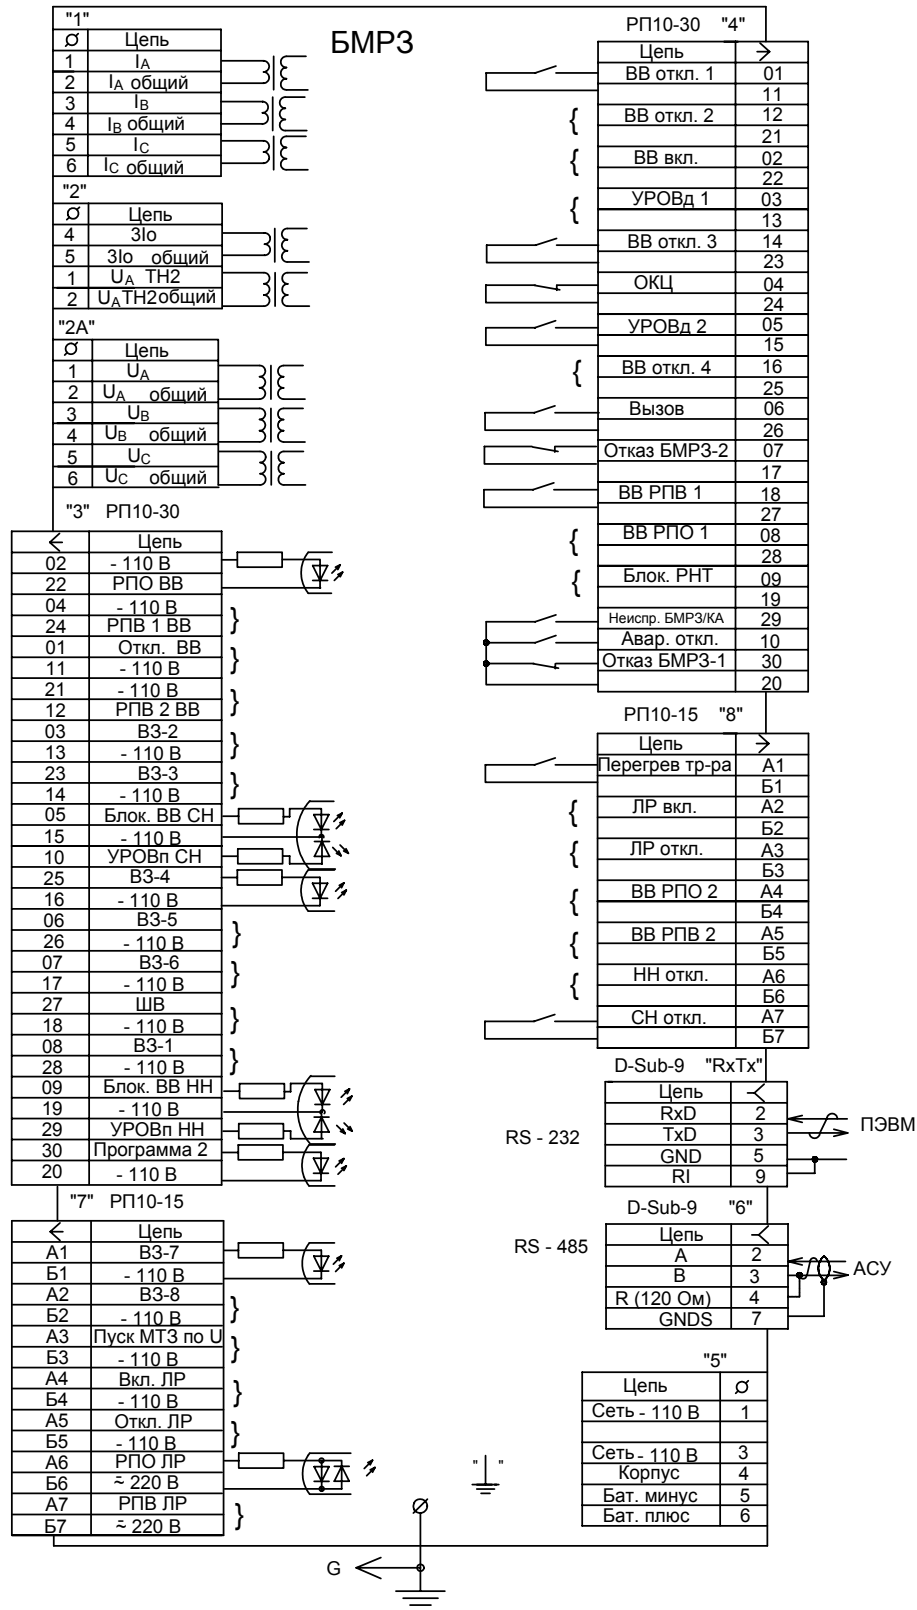 БМРЗ
"1"
Ø Цепь
1 IA
2 IA общий
3 IB
4 IB общий
5 IC
6 IC общий
"2"
Ø Цепь
4 3Io
5 3Io общий
1 UA ТН2
2 UAТН2общий
"2А"
Ø Цепь
1 UA
2 UA общий
3 UB
4 UB общий
5 UC
6 UC общий
"3" РП10-30
Цепь
02 - 110 В
22 РПО ВВ
04 - 110 В
24 РПВ 1 ВВ
01 Откл. ВВ
11 - 110 В
21 - 110 В
12 РПВ 2 ВВ
03 ВЗ-2
13 - 110 В
23 ВЗ-3
14 - 110 В
05 Блок. ВВ СН
15 - 110 В
10 УРОВп СН
25 ВЗ-4
16 - 110 В
06 ВЗ-5
26 - 110 В
07 ВЗ-6
17 - 110 В
27 ШВ
18 - 110 В
08 ВЗ-1
28 - 110 В
09 Блок. ВВ НН
19 - 110 В
29 УРОВп НН
30 Программа 2
20 - 110 В
"7" РП10-15
Цепь
А1 ВЗ-7
Б1 - 110 В
А2 ВЗ-8
Б2 - 110 В
А3 Пуск МТЗ по U
Б3 - 110 В
А4 Вкл. ЛР
Б4 - 110 В
А5 Откл. ЛР
Б5 - 110 В
А6 РПО ЛР
Б6 ~ 220 В
А7 РПВ ЛР
Б7 ~ 220 В
РП10-30 "4"
Цепь
ВВ откл. 1 01
11
ВВ откл. 2 12
21
ВВ вкл. 02
22
УРОВд 1 03
13
ВВ откл. 3 14
23
ОКЦ 04
24
УРОВд 2 05
15
ВВ откл. 4 16
25
Вызов 06
26
Отказ БМРЗ-2 07
17
ВВ РПВ 1 18
27
ВВ РПО 1 08
28
Блок. РНТ 09
19
Неиспр. БМРЗ/КА 29
Авар. откл. 10
Отказ БМРЗ-1 30
20
РП10-15 "8"
Цепь
Перегрев тр-ра А1
Б1
ЛР вкл. А2
Б2
ЛР откл. А3
Б3
ВВ РПО 2 А4
Б4
ВВ РПВ 2 А5
Б5
НН откл. А6
Б6
СН откл. А7
Б7
D-Sub-9 "RxTx"
RS - 232
Цепь
RxD 2
TxD 3
GND 5
RI 9
ПЭВМ
D-Sub-9 "6"
RS - 485
Цепь
A 2
B 3
R (120 Ом) 4
GNDS 7
АСУ
"5"
Цепь Ø
Сеть - 110 В 1
Сеть - 110 В 3
Корпус 4
Бат. минус 5
Бат. плюс 6
" "
G